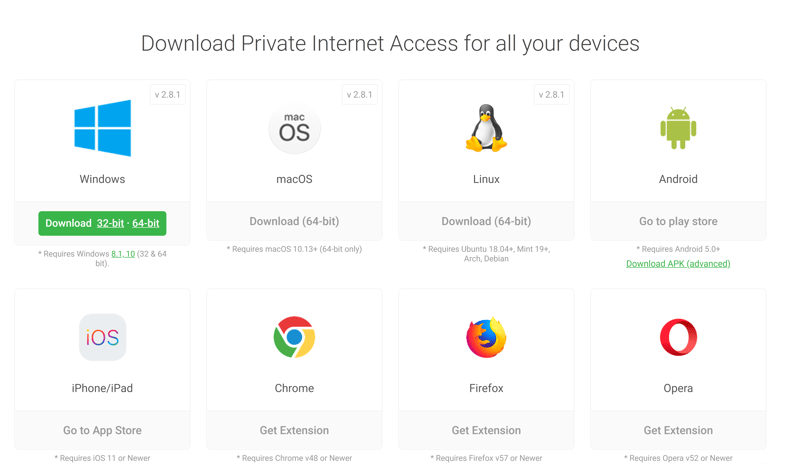 Download Private Internet Access for all your devices
v 2.8.1
v 2.8.1
v 2.8.1
mac
OS
Windows
macOS
Linux
Android
Download 32-bit · 64-bit
Download (64-bit)
Download (64-bit)
Go to play store
* Requires Windows 8.1, 10 (32 & 64
bit).
* Requires macOS 10.13+ (64-bit only)
* Requires Ubuntu 18.04+, Mint 19+,
Arch, Debian
* Requires Android 5.0+
Download APK (advanced)
iOS
iPhone/iPad
Chrome
Firefox
Opera
Go to App Store
Get Extension
Get Extension
Get Extension
* Requires iOS 11 or Newer
* Requires Chrome v48 or Newer
* Requires Firefox v57 or Newer
* Requires Opera v52 or Newer